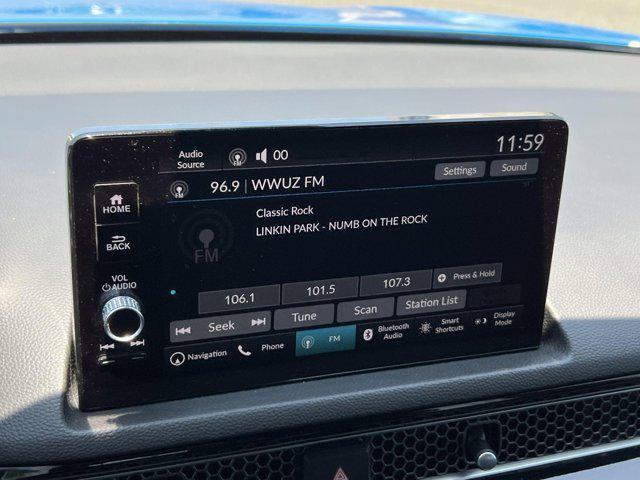 Audio Source
FM
00
11:59
96.9 | WWUZ FM
Settings
Sound
HOME
BACK
VOL
AUDIO
FM
Classic Rock
LINKIN PARK - NUMB ON THE ROCK
106.1
101.5
107.3
Press & Hold
Seek
Tune
Scan
Station List
Navigation
Phone
FM
Bluetooth Audio
Smart Shortcuts
Display Mode